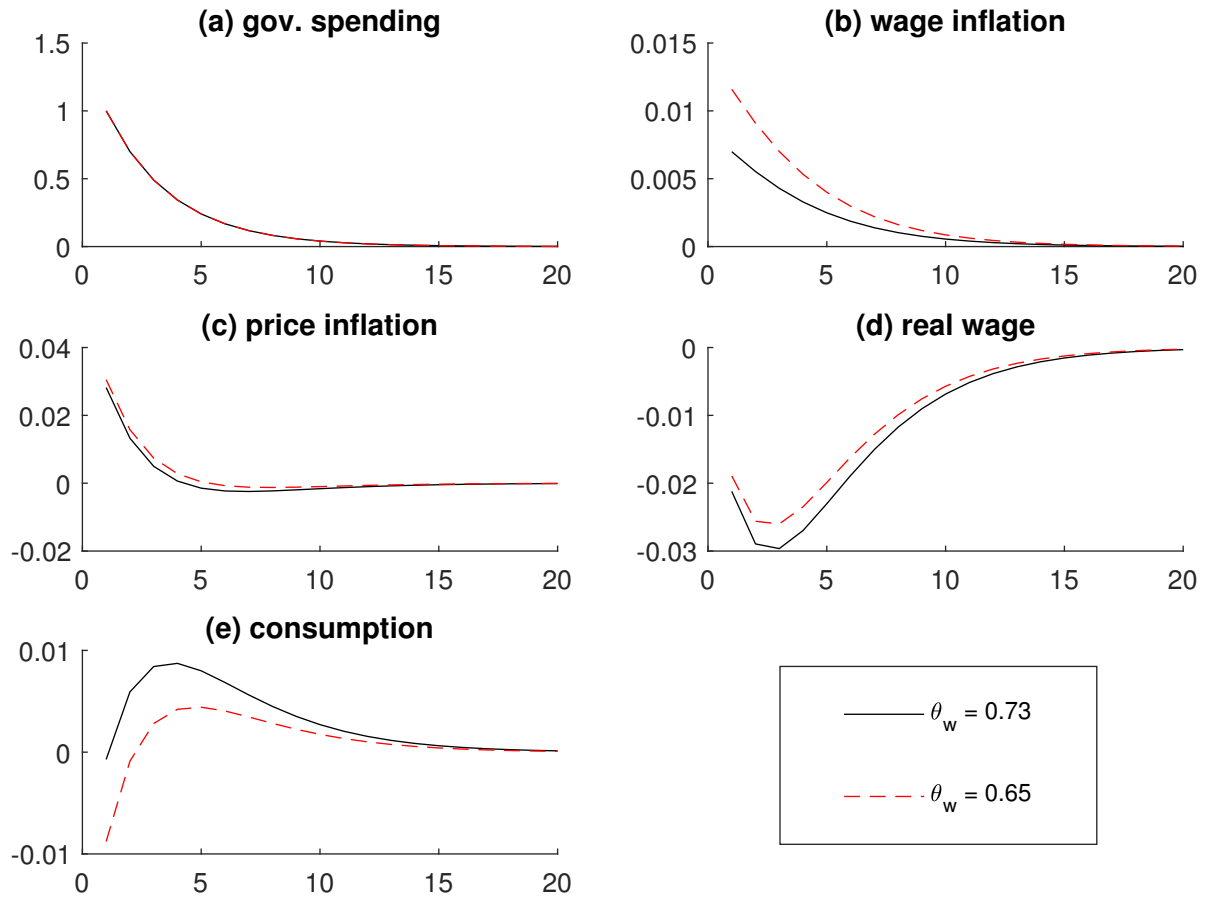 (a) gov. spending
1.5
1
0.5
0
0 5 10 15 20
(b) wage inflation
0.015
0.01
0.005
0
0 5 10 15 20
(c) price inflation
0.04
0.02
0
-0.02
0 5 10 15 20
(d) real wage
0
-0.01
-0.02
-0.03
0 5 10 15 20
(e) consumption
0.01
0
-0.01
0 5 10 15 20
θ_w = 0.73
θ_w = 0.65